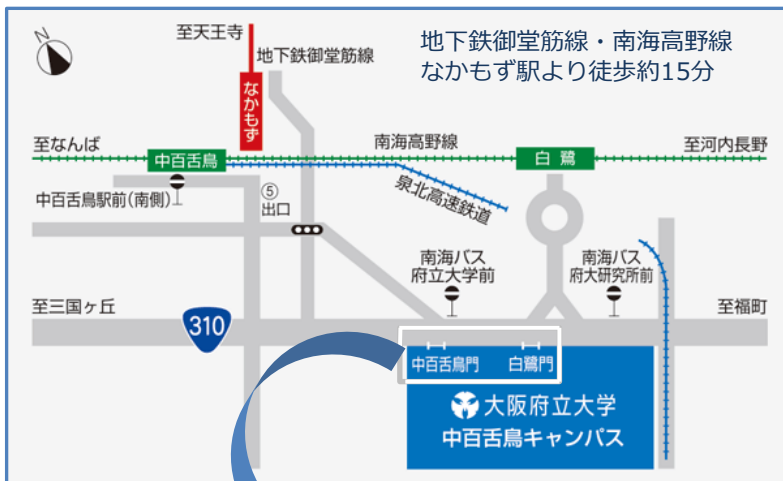 N
至天王寺
地下鉄御堂筋線
地下鉄御堂筋線・南海高野線
なかもず駅より徒歩約15分
なかもず
至なんば
中百舌鳥
南海高野線
白鷺
至河内長野
中百舌鳥駅前(南側)
⑤
出口
泉北高速鉄道
南海バス
府立大学前
南海バス
府大研究所前
至三国ヶ丘
310
至福町
中百舌鳥門
白鷺門
大阪府立大学
中百舌鳥キャンパス